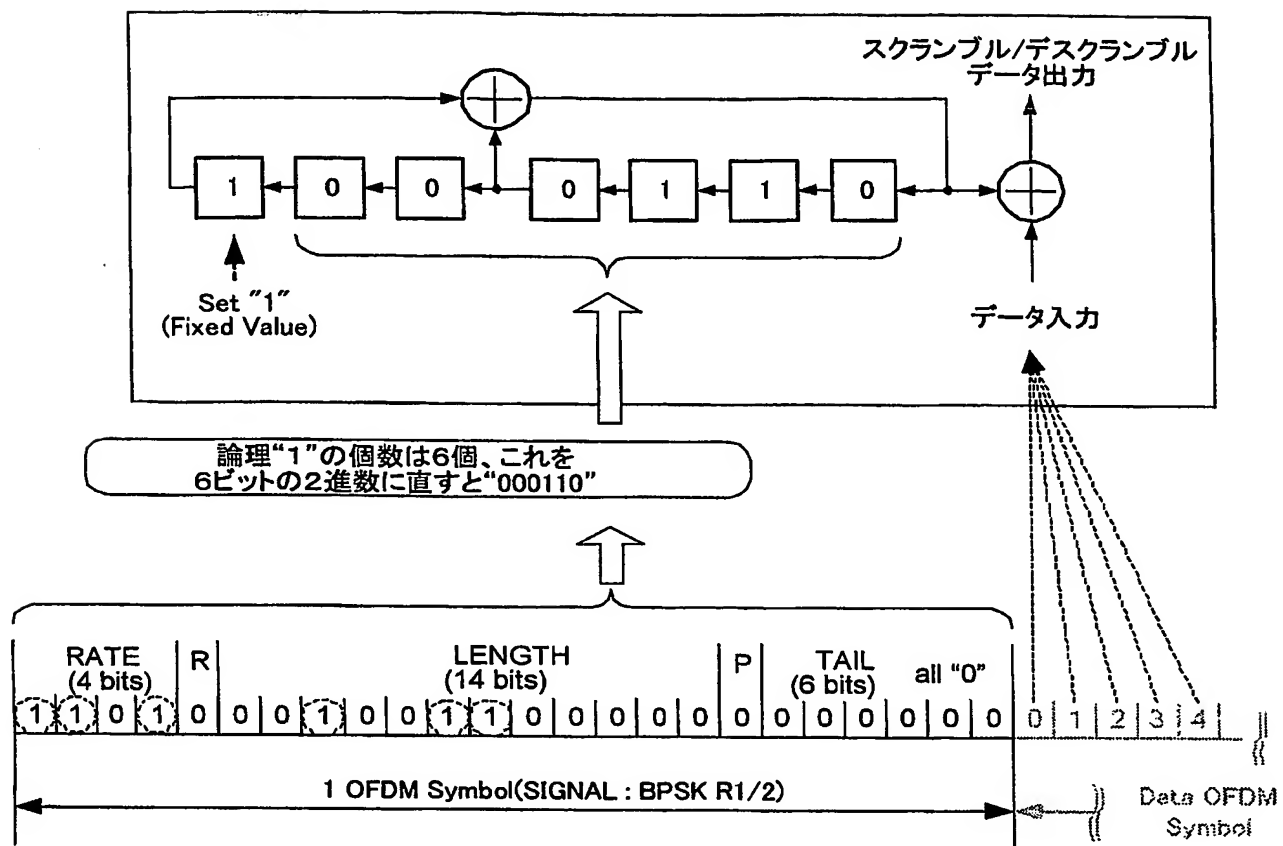 スクランブル/デスクランブル
データ出力
1 0 0 0 1 1 0
Set "1"
(Fixed Value)
データ入力
論理“1”の個数は6個、これを
6ビットの2進数に直すと“000110”
RATE
(4 bits)
R
LENGTH
(14 bits)
P
TAIL
(6 bits)
all “0”
1 1 0 1 0 0 0 1 0 0 1 1 0 0 0 0 0 0 0 0 0 0 0 0 0 1 2 3 4
1 OFDM Symbol(SIGNAL : BPSK R1/2)
Data OFDM
Symbol